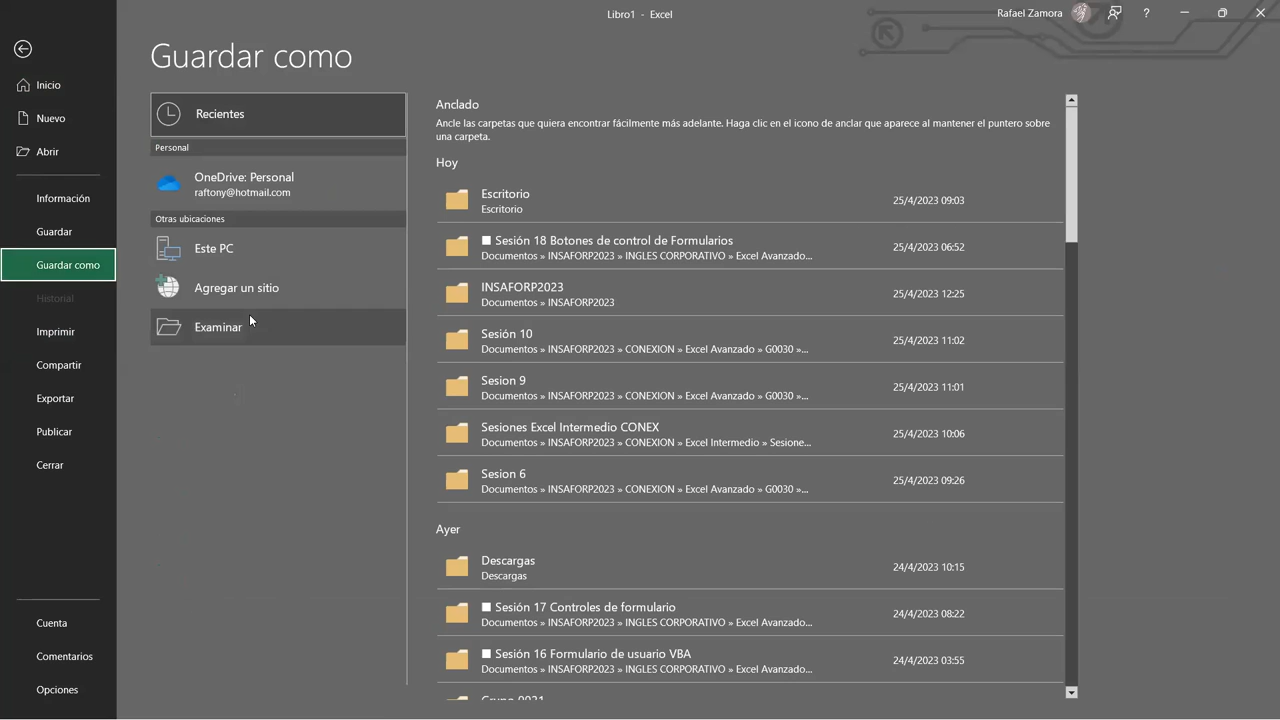 Libro1 - Excel
Rafael Zamora
?
Guardar como
Inicio
Nuevo
Abrir
Información
Guardar
Guardar como
Historial
Imprimir
Compartir
Exportar
Publicar
Cerrar
Cuenta
Comentarios
Opciones
Recientes
Personal
OneDrive: Personal
raftony@hotmail.com
Otras ubicaciones
Este PC
Agregar un sitio
Examinar
Anclado
Ancle las carpetas que quiera encontrar fácilmente más adelante. Haga clic en el icono de anclar que aparece al mantener el puntero sobre
una carpeta.
Hoy
Escritorio 25/4/2023 09:03
Escritorio
Sesión 18 Botones de control de Formularios 25/4/2023 06:52
Documentos » INSAFORP2023 » INGLES CORPORATIVO » Excel Avanzado...
INSAFORP2023 25/4/2023 12:25
Documentos » INSAFORP2023
Sesión 10 25/4/2023 11:02
Documentos » INSAFORP2023 » CONEXION » Excel Avanzado » G0030 »...
Sesion 9 25/4/2023 11:01
Documentos » INSAFORP2023 » CONEXION » Excel Avanzado » G0030 »...
Sesiones Excel Intermedio CONEX 25/4/2023 10:06
Documentos » INSAFORP2023 » CONEXION » Excel Intermedio » Sesione...
Sesion 6 25/4/2023 09:26
Documentos » INSAFORP2023 » CONEXION » Excel Avanzado » G0030 »...
Ayer
Descargas 24/4/2023 10:15
Descargas
Sesión 17 Controles de formulario 24/4/2023 08:22
Documentos » INSAFORP2023 » INGLES CORPORATIVO » Excel Avanzado...
Sesión 16 Formulario de usuario VBA 24/4/2023 03:55
Documentos » INSAFORP2023 » INGLES CORPORATIVO » Excel Avanzado...